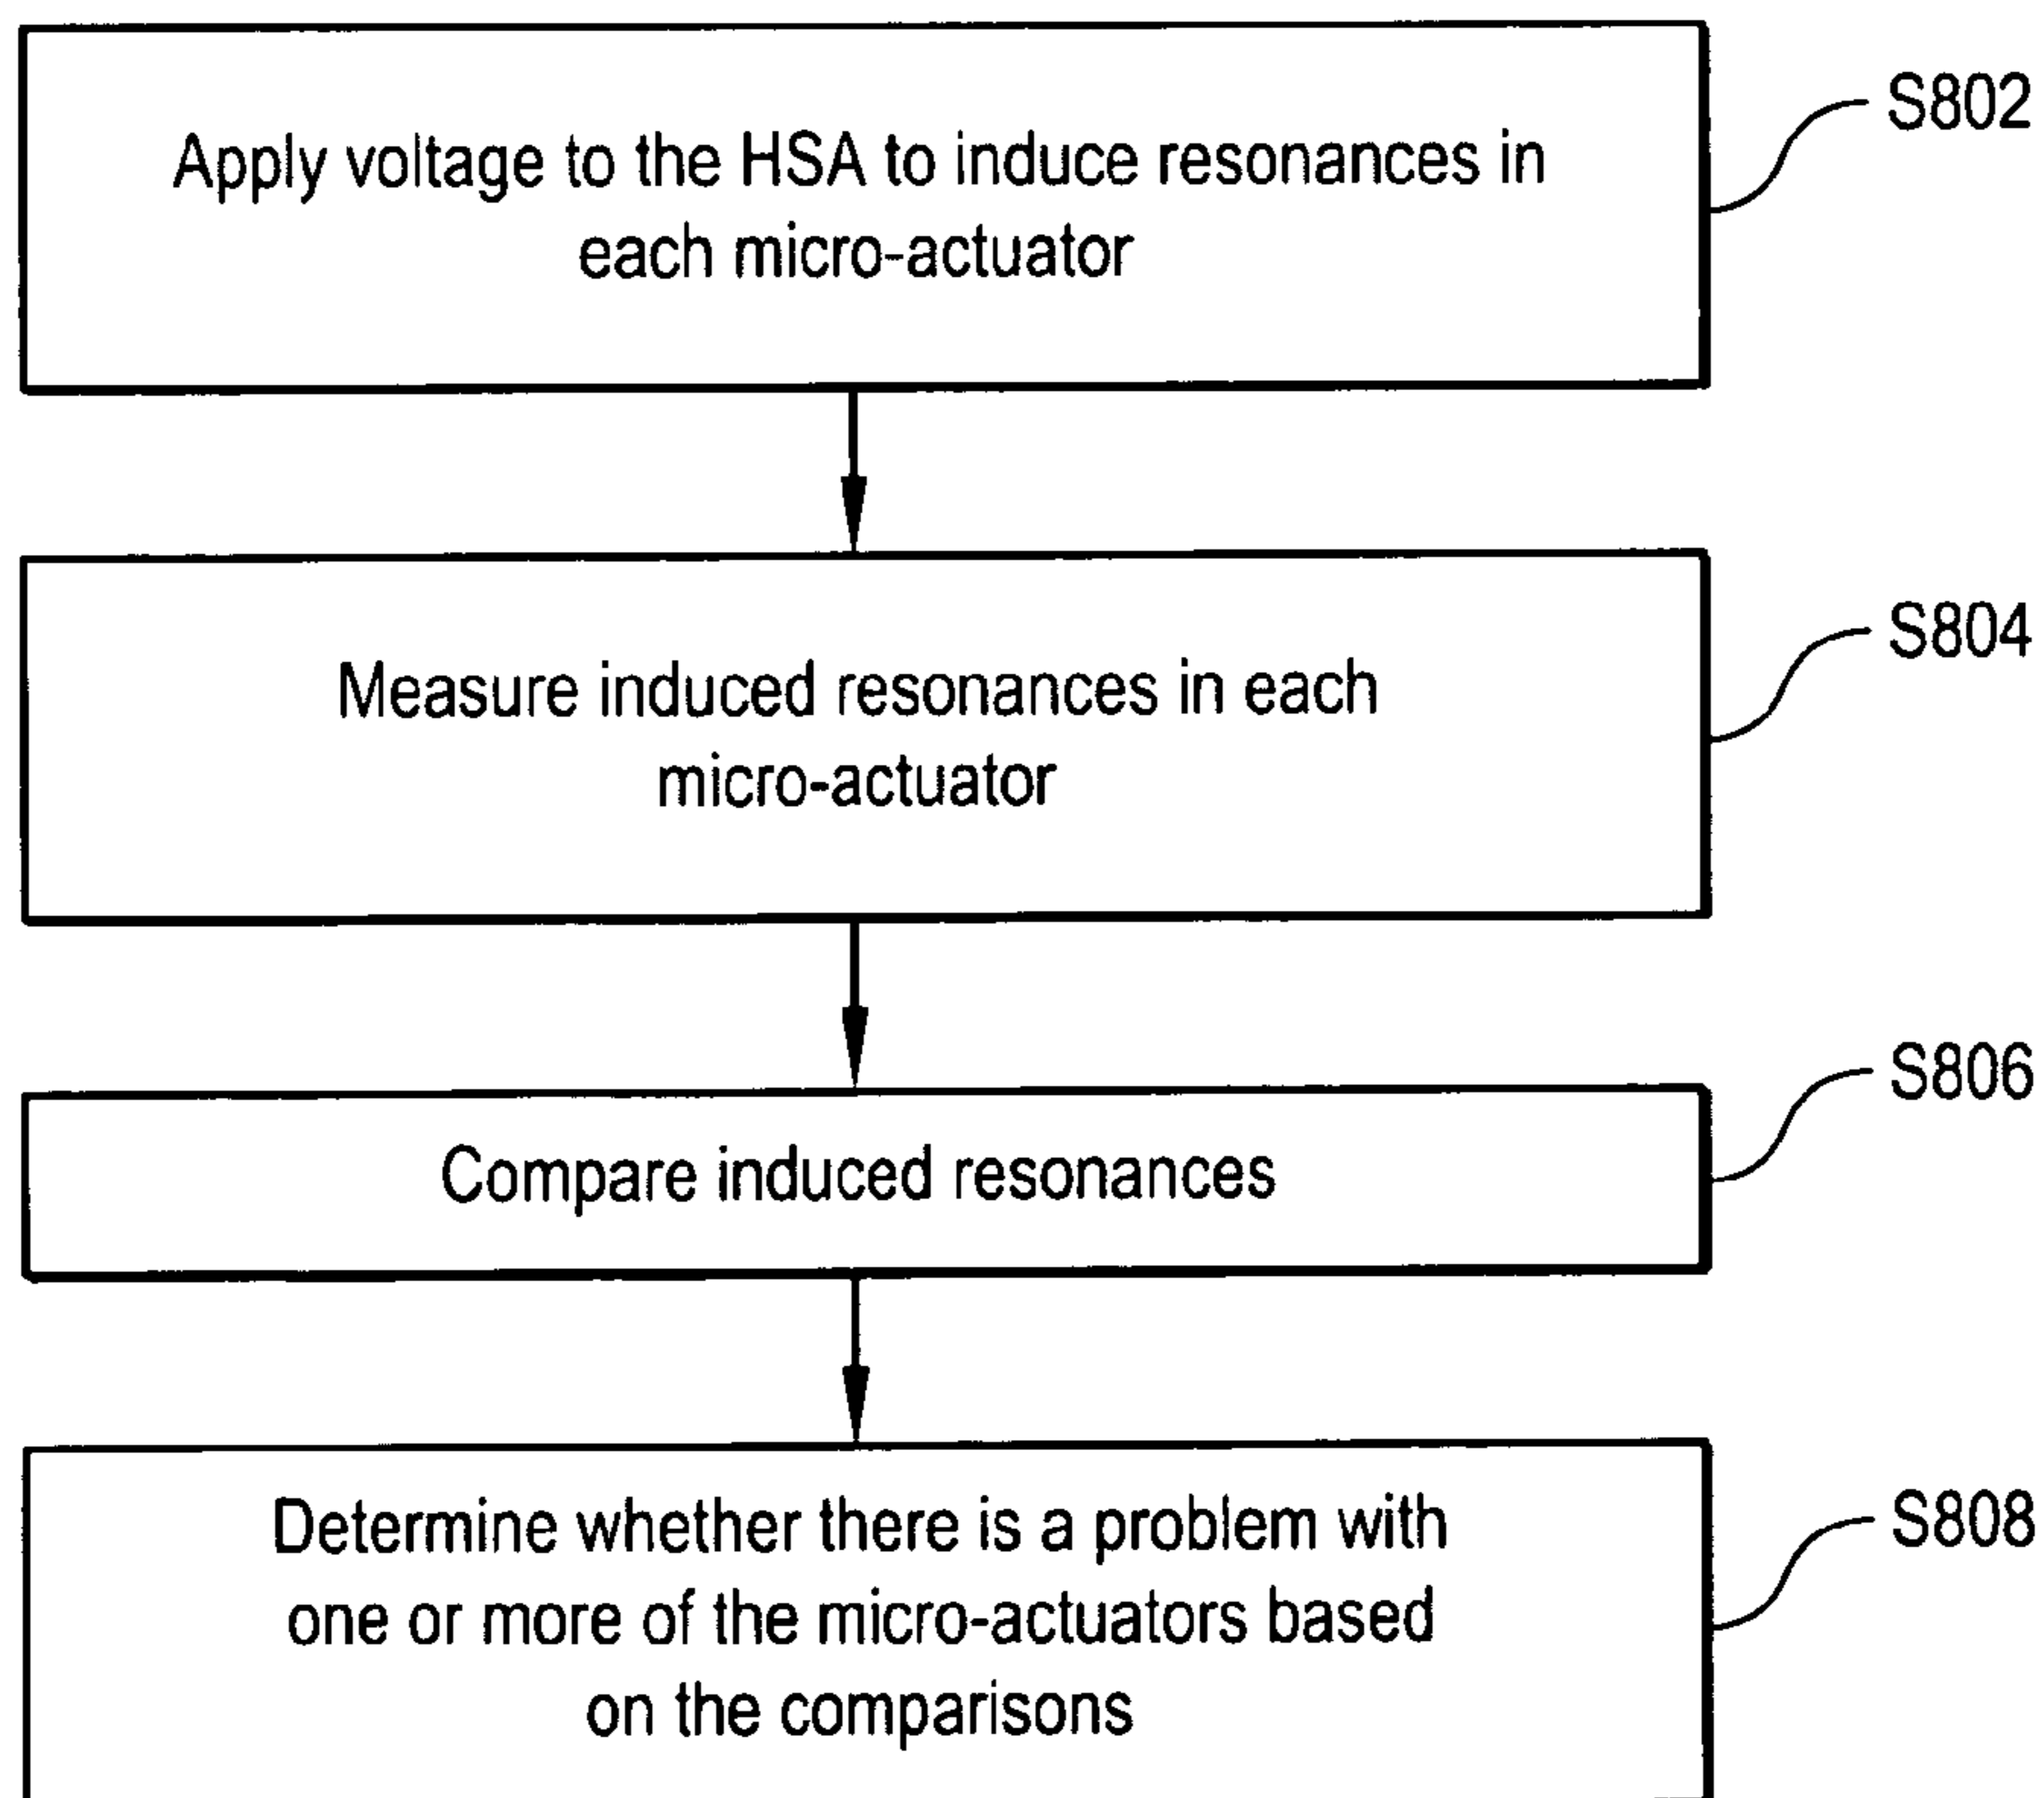 Apply voltage to the HSA to induce resonances in
each micro-actuator
S802
Measure induced resonances in each
micro-actuator
S804
Compare induced resonances
S806
Determine whether there is a problem with
one or more of the micro-actuators based
on the comparisons
S808